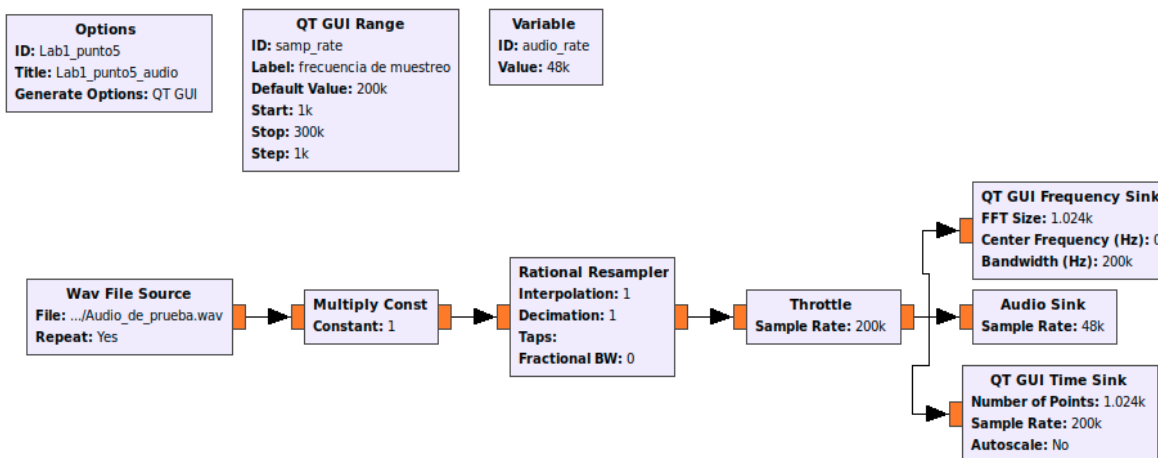 Options
ID: Lab1_punto5
Title: Lab1_punto5_audio
Generate Options: QT GUI
QT GUI Range
ID: samp_rate
Label: frecuencia de muestreo
Default Value: 200k
Start: 1k
Stop: 300k
Step: 1k
Variable
ID: audio_rate
Value: 48k
Wav File Source
File: .../Audio_de_prueba.wav
Repeat: Yes
Multiply Const
Constant: 1
Rational Resampler
Interpolation: 1
Decimation: 1
Taps:
Fractional BW: 0
Throttle
Sample Rate: 200k
QT GUI Frequency Sink
FFT Size: 1.024k
Center Frequency (Hz): 0
Bandwidth (Hz): 200k
Audio Sink
Sample Rate: 48k
QT GUI Time Sink
Number of Points: 1.024k
Sample Rate: 200k
Autoscale: No